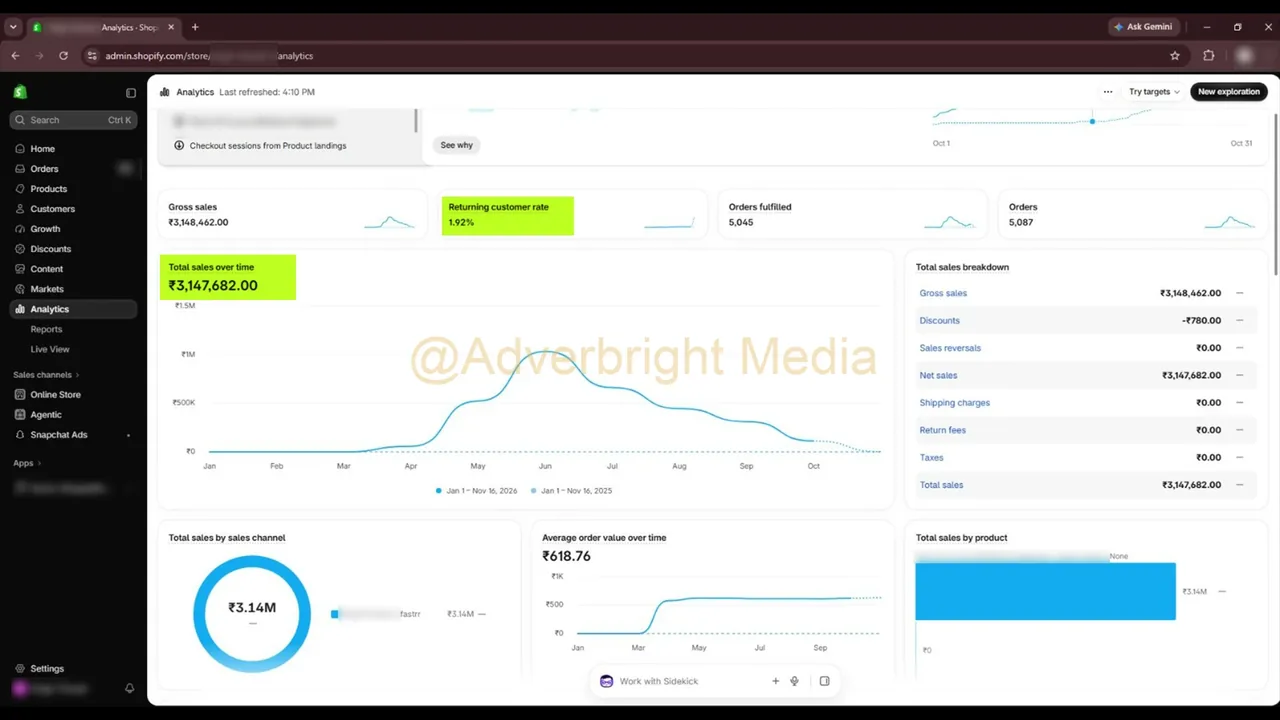 Analytics · Shop
Ask Gemini
admin.shopify.com/store/
analytics
Search
Ctrl K
Home
Orders
Products
Customers
Growth
Discounts
Content
Markets
Analytics
Reports
Live View
Sales channels
Online Store
Agentic
Snapchat Ads
Apps
Settings
Analytics Last refreshed: 4:10 PM
Try targets
New exploration
Checkout sessions from Product landings
See why
Oct 1
Oct 31
Gross sales
₹3,148,462.00
Returning customer rate
1.92%
Orders fulfilled
5,045
Orders
5,087
Total sales over time
₹3,147,682.00
₹1.5M
₹1M
₹500K
₹0
Jan Feb Mar Apr May Jun Jul Aug Sep Oct
Jan 1 – Nov 16, 2026 Jan 1 – Nov 16, 2025
@Adverbright Media
Total sales breakdown
Gross sales ₹3,148,462.00 —
Discounts -₹780.00 —
Sales reversals ₹0.00 —
Net sales ₹3,147,682.00 —
Shipping charges ₹0.00 —
Return fees ₹0.00 —
Taxes ₹0.00 —
Total sales ₹3,147,682.00 —
Total sales by sales channel
₹3.14M
—
fastrr ₹3.14M —
Average order value over time
₹618.76
₹1K
₹500
₹0
Jan Mar May Jul Sep
Total sales by product
None
₹3.14M —
₹0
Work with Sidekick